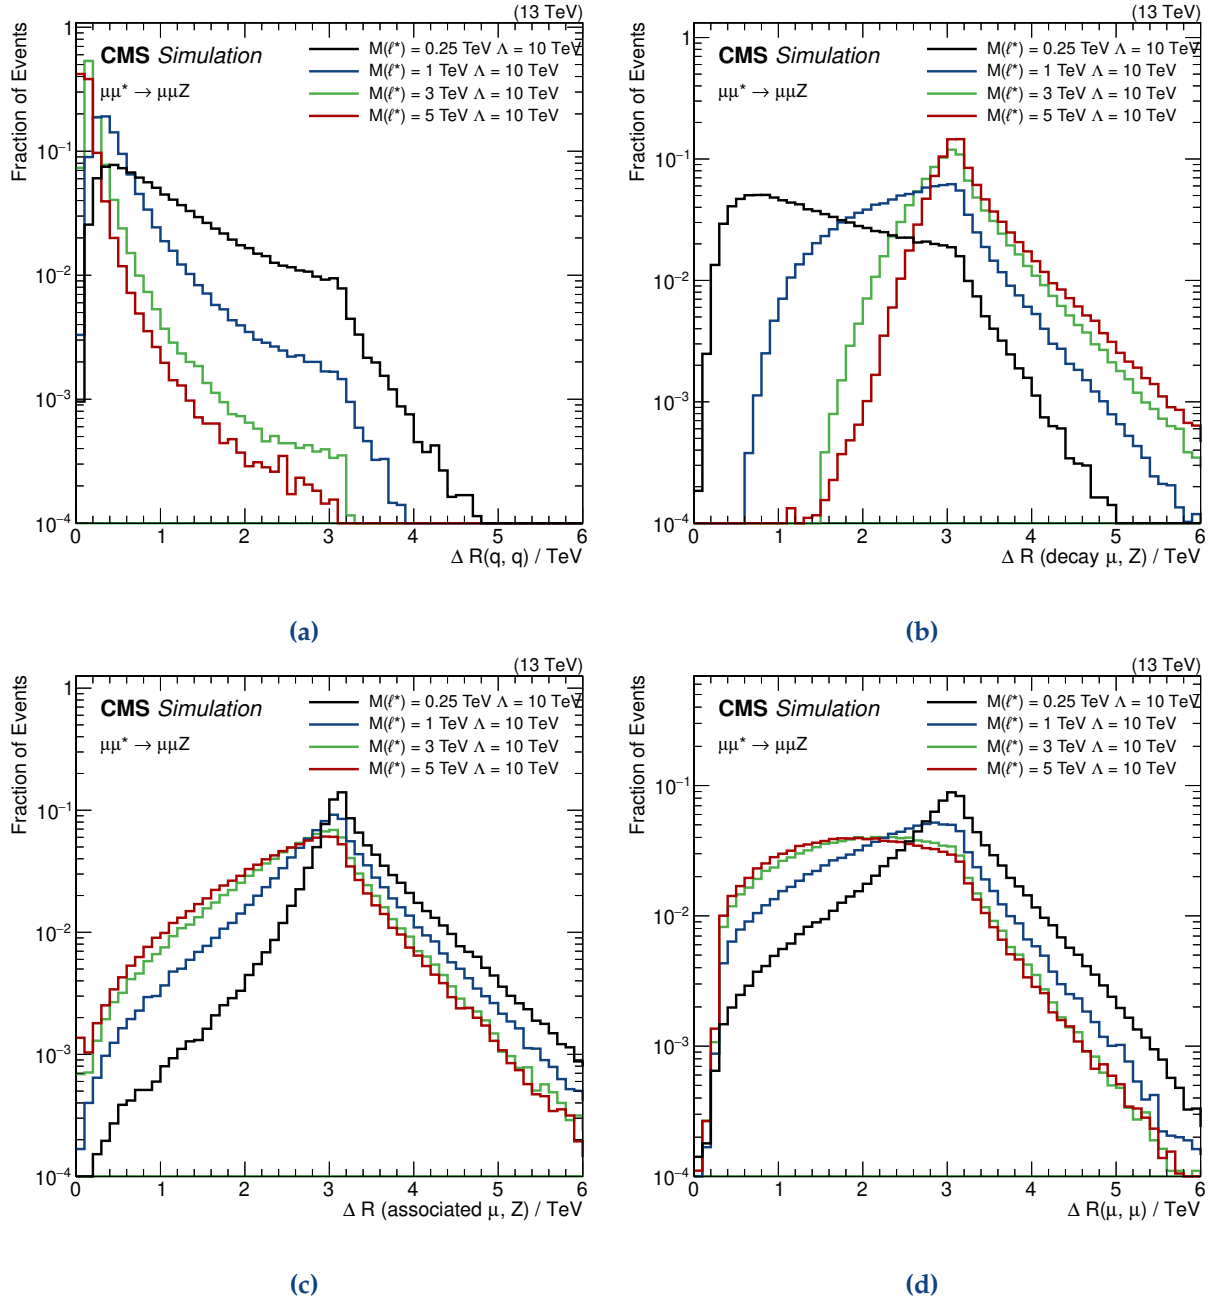 (13 TeV)
Fraction of Events
1
10⁻¹
10⁻²
10⁻³
10⁻⁴
CMS Simulation
μμ* → μμZ
M(ℓ*) = 0.25 TeV Λ = 10 TeV
M(ℓ*) = 1 TeV Λ = 10 TeV
M(ℓ*) = 3 TeV Λ = 10 TeV
M(ℓ*) = 5 TeV Λ = 10 TeV
0 1 2 3 4 5 6
Δ R(q, q) / TeV
(a)
(13 TeV)
Fraction of Events
1
10⁻¹
10⁻²
10⁻³
10⁻⁴
CMS Simulation
μμ* → μμZ
M(ℓ*) = 0.25 TeV Λ = 10 TeV
M(ℓ*) = 1 TeV Λ = 10 TeV
M(ℓ*) = 3 TeV Λ = 10 TeV
M(ℓ*) = 5 TeV Λ = 10 TeV
0 1 2 3 4 5 6
Δ R (decay μ, Z) / TeV
(b)
(13 TeV)
Fraction of Events
1
10⁻¹
10⁻²
10⁻³
10⁻⁴
CMS Simulation
μμ* → μμZ
M(ℓ*) = 0.25 TeV Λ = 10 TeV
M(ℓ*) = 1 TeV Λ = 10 TeV
M(ℓ*) = 3 TeV Λ = 10 TeV
M(ℓ*) = 5 TeV Λ = 10 TeV
0 1 2 3 4 5 6
Δ R (associated μ, Z) / TeV
(c)
(13 TeV)
Fraction of Events
1
10⁻¹
10⁻²
10⁻³
10⁻⁴
CMS Simulation
μμ* → μμZ
M(ℓ*) = 0.25 TeV Λ = 10 TeV
M(ℓ*) = 1 TeV Λ = 10 TeV
M(ℓ*) = 3 TeV Λ = 10 TeV
M(ℓ*) = 5 TeV Λ = 10 TeV
0 1 2 3 4 5 6
Δ R(μ, μ) / TeV
(d)